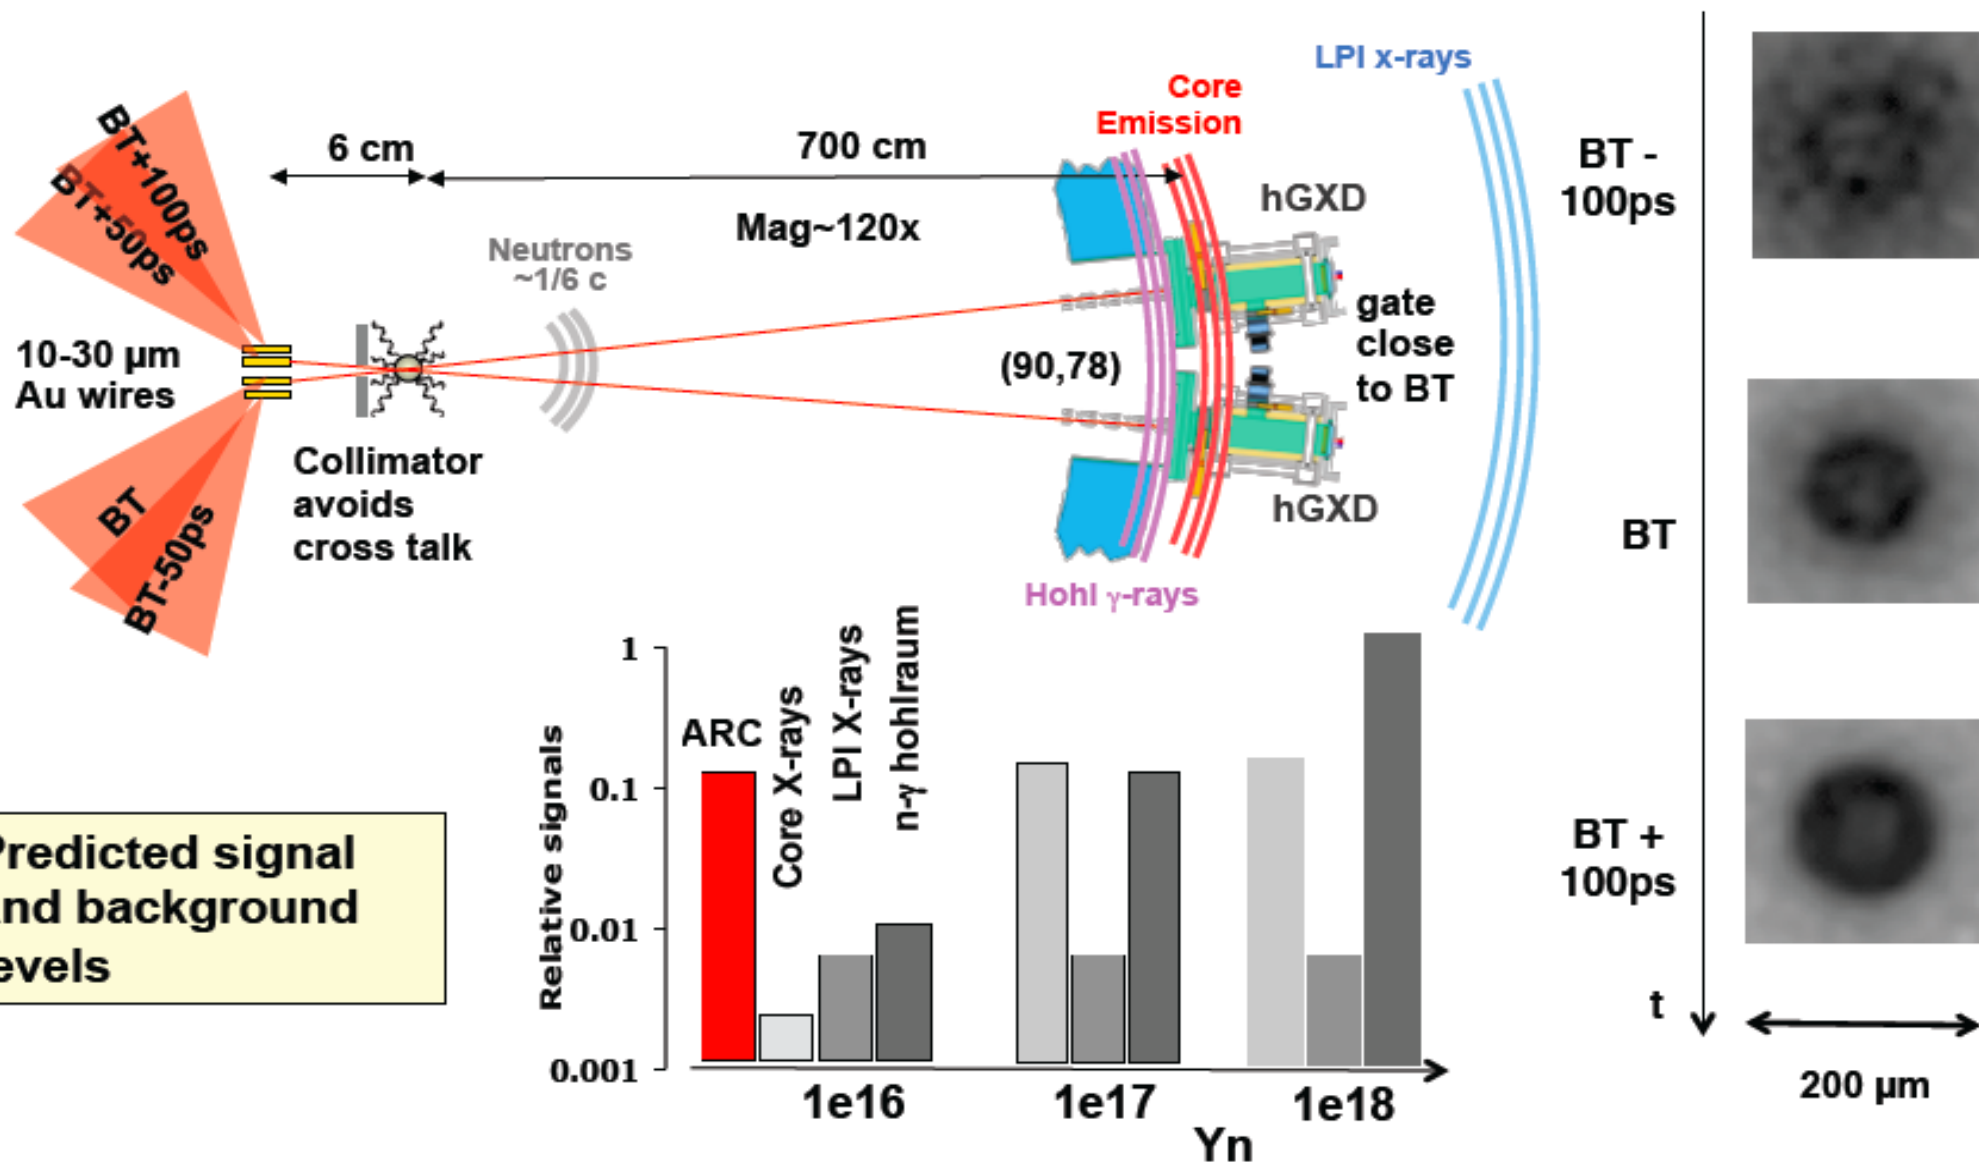 LPI x-rays
Core
Emission
BT+100ps
BT+50ps
6 cm
700 cm
BT -
100ps
hGXD
Mag~120x
Neutrons
~1/6 c
gate
close
to BT
10-30 µm
Au wires
(90,78)
Collimator
avoids
cross talk
BT
BT-50ps
hGXD
BT
Hohl γ-rays
Relative signals
1
0.1
0.01
0.001
ARC
Core X-rays
LPI X-rays
n-γ hohlraum
1e16
1e17
1e18
Yn
Predicted signal
and background
levels
BT +
100ps
t
200 µm